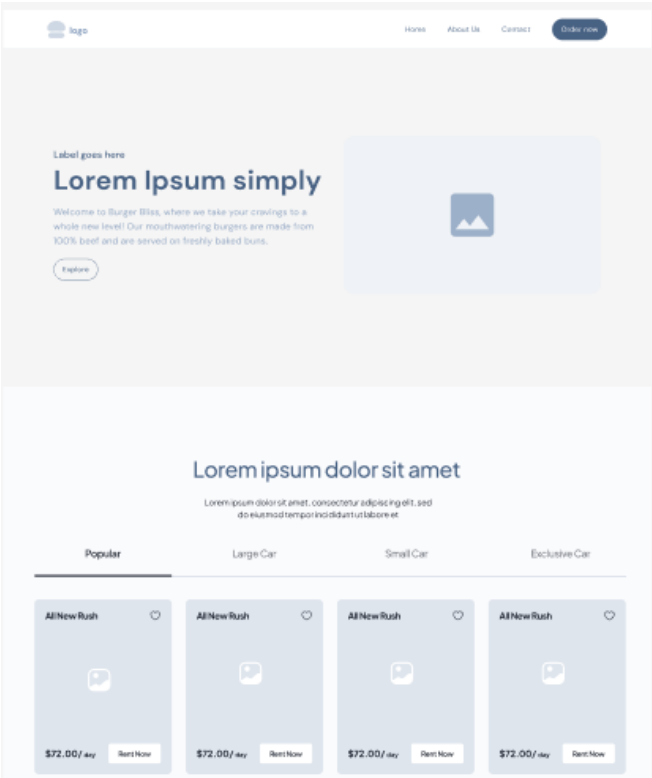 logo
Home About Us Contact Order now
Label goes here
Lorem Ipsum simply
Welcome to Burger Bliss, where we take your cravings to a
whole new level! Our mouthwatering burgers are made from
100% beef and are served on freshly baked buns.
Explore
Lorem ipsum dolor sit amet
Lorem ipsum dolor sit amet, consectetur adipiscing elit, sed
do eiusmod tempor incididunt ut labore et
Popular Large Car Small Car Exclusive Car
All New Rush All New Rush All New Rush All New Rush
$72.00/ day Rent Now $72.00/ day Rent Now $72.00/ day Rent Now $72.00/ day Rent Now